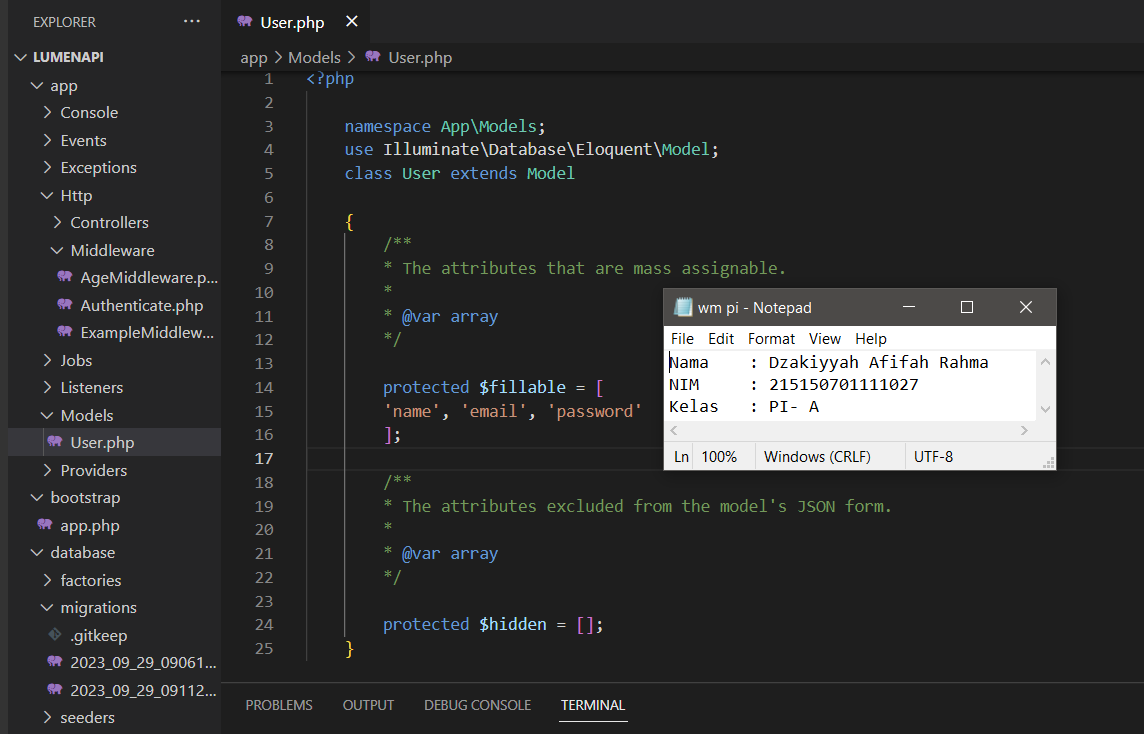 EXPLORER
LUMENAPI
app
Console
Events
Exceptions
Http
Controllers
Middleware
AgeMiddleware.p...
Authenticate.php
ExampleMiddlew...
Jobs
Listeners
Models
User.php
Providers
bootstrap
app.php
database
factories
migrations
.gitkeep
2023_09_29_09061...
2023_09_29_09112...
seeders
User.php
app > Models > User.php
1 <?php
2
3 namespace App\Models;
4 use Illuminate\Database\Eloquent\Model;
5 class User extends Model
6
7 {
8 /**
9 * The attributes that are mass assignable.
10 *
11 * @var array
12 */
13
14 protected $fillable = [
15 'name', 'email', 'password'
16 ];
17
18 /**
19 * The attributes excluded from the model's JSON form.
20 *
21 * @var array
22 */
23
24 protected $hidden = [];
25 }
wm pi - Notepad
File Edit Format View Help
Nama : Dzakiyyah Afifah Rahma
NIM : 215150701111027
Kelas : PI- A
Ln 100% Windows (CRLF) UTF-8
PROBLEMS OUTPUT DEBUG CONSOLE TERMINAL